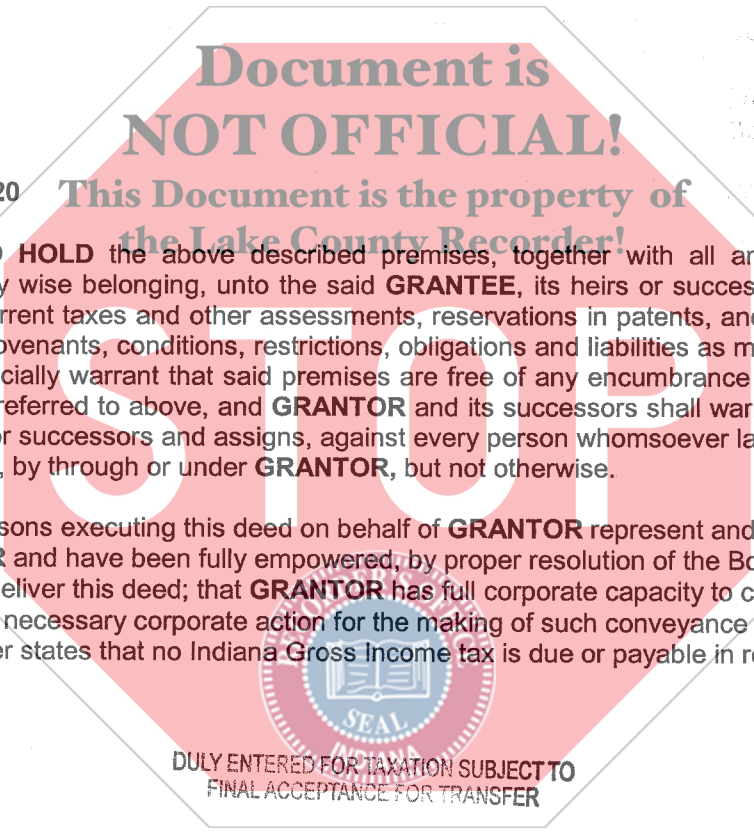 Document is
NOT OFFICIAL!
20
This Document is the property of
the Lake County Recorder!
HOLD the above described premises, together with all
wise belonging, unto the said GRANTEE, its heirs or
rrent taxes and other assessments, reservations in patents,
ovenants, conditions, restrictions, obligations and liabilities as
cially warrant that said premises are free of any encumbrance
referred to above, and GRANTOR and its successors shall
r successors and assigns, against every person whomsoever
, by through or under GRANTOR, but not otherwise.
STOP
sons executing this deed on behalf of GRANTOR represent and
R and have been fully empowered, by proper resolution of the Bo
eliver this deed; that GRANTOR has full corporate capacity to c
necessary corporate action for the making of such conveyance
er states that no Indiana Gross Income tax is due or payable in r
RECORDER'S OFFICE
SEAL
INDIANA
DULY ENTERED FOR TAXATION SUBJECT TO
FINAL ACCEPTANCE FOR TRANSFER